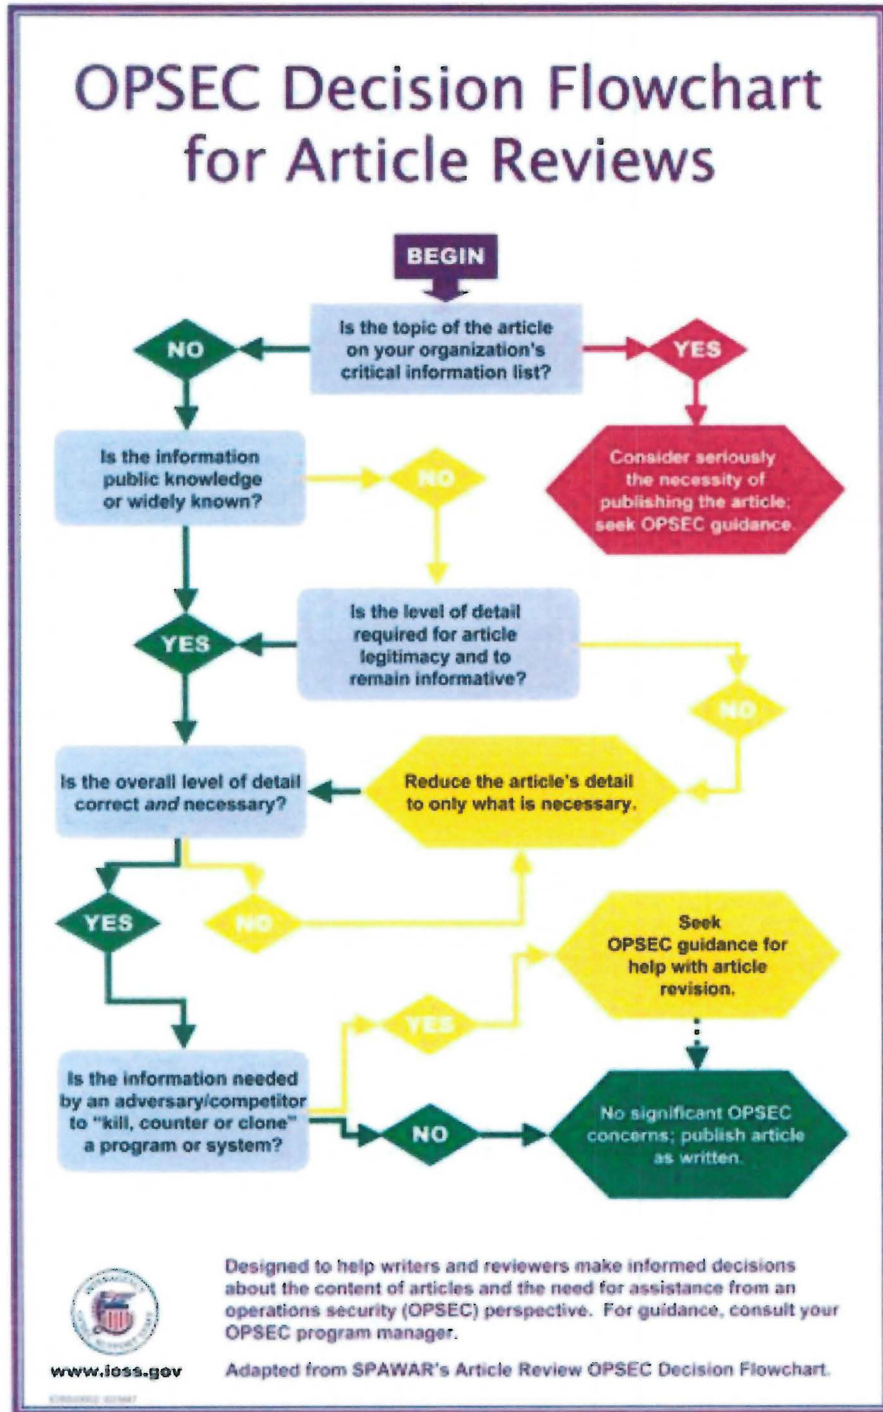 OPSEC Decision Flowchart
for Article Reviews
BEGIN
Is the topic of the article
on your organization's
critical information list?
NO
YES
Is the information
public knowledge
or widely known?
NO
Consider seriously
the necessity of
publishing the article;
seek OPSEC guidance.
YES
Is the level of detail
required for article
legitimacy and to
remain informative?
NO
Is the overall level of detail
correct and necessary?
Reduce the article's detail
to only what is necessary.
YES
NO
Seek
OPSEC guidance for
help with article
revision.
YES
Is the information needed
by an adversary/competitor
to "kill, counter or clone"
a program or system?
NO
No significant OPSEC
concerns; publish article
as written.
Designed to help writers and reviewers make informed decisions
about the content of articles and the need for assistance from an
operations security (OPSEC) perspective. For guidance, consult your
OPSEC program manager.
www.ioss.gov
Adapted from SPAWAR's Article Review OPSEC Decision Flowchart.